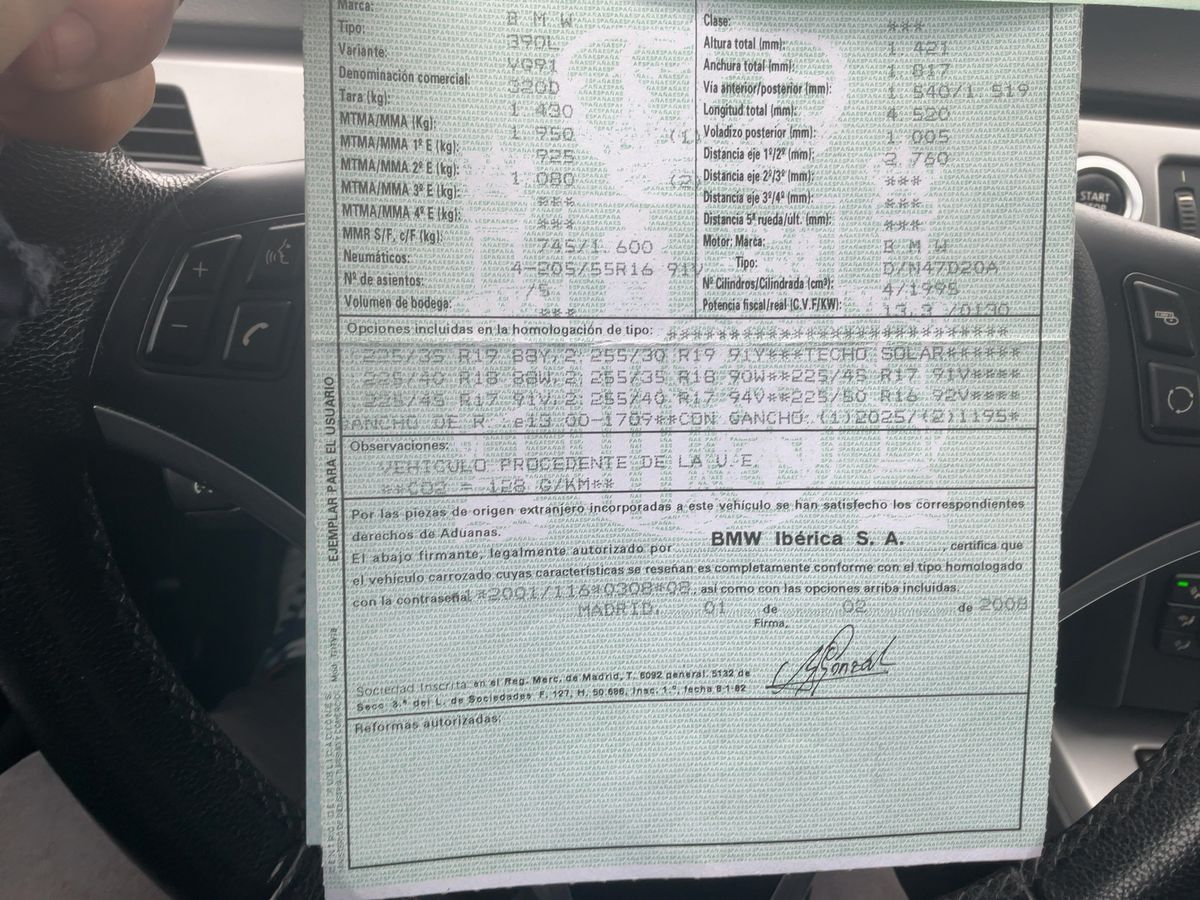 Marca: B M W
Tipo: 390L
Variante: VG91
Denominación comercial: 320D
Tara (kg): 1 430
MTMA/MMA (Kg): 1 950 (1)
MTMA/MMA 1º E (kg): 925
MTMA/MMA 2º E (kg): 1 080 (2)
MTMA/MMA 3º E (kg): ***
MTMA/MMA 4º E (kg): ***
MMR S/F, c/F (kg): 745/1 600
Neumáticos: 4-205/55R16 91V
Nº de asientos: /5
Volumen de bodega: ***
Clase: ***
Altura total (mm): 1 421
Anchura total (mm): 1 817
Vía anterior/posterior (mm): 1 540/1 519
Longitud total (mm): 4 520
Voladizo posterior (mm): 1 005
Distancia eje 1º/2º (mm): 2 760
Distancia eje 2º/3º (mm): ***
Distancia eje 3º/4º (mm): ***
Distancia 5ª rueda/ult. (mm): ***
Motor: Marca: B M W
Tipo: D/N47D20A
Nº Cilindros/Cilindrada (cm³): 4/1995
Potencia fiscal/real (C.V.F/KW): 13.3 /0130
Opciones incluidas en la homologación de tipo: **************************
225/35 R19 88Y,2 255/30 R19 91Y***TECHO SOLAR******
225/40 R18 88W,2 255/35 R18 90W**225/45 R17 91V****
225/45 R17 91V,2 255/40 R17 94V**225/50 R16 92V****
GANCHO DE R .e13 00-1709**CON GANCHO,(1)2025/(2)1195*
Observaciones:
VEHICULO PROCEDENTE DE LA U.E.
**CO2 = 128 G/KM**
Por las piezas de origen extranjero incorporadas a este vehículo se han satisfecho los correspondientes
derechos de Aduanas.
El abajo firmante, legalmente autorizado por BMW Ibérica S. A., certifica que
el vehículo carrozado cuyas características se reseñan es completamente conforme con el tipo homologado
con la contraseña *2001/116*0308*08, así como con las opciones arriba incluidas.
MADRID, 01 de 02 de 2008
Firma,
Sociedad Inscrita en el Reg. Merc. de Madrid, T. 6092 general. 5132 de
Secc. 3.ª del L. de Sociedades F. 127, H. 50.686, Insc. 1.ª, fecha 8-1-82
Reformas autorizadas:
EJEMPLAR PARA EL USUARIO
START